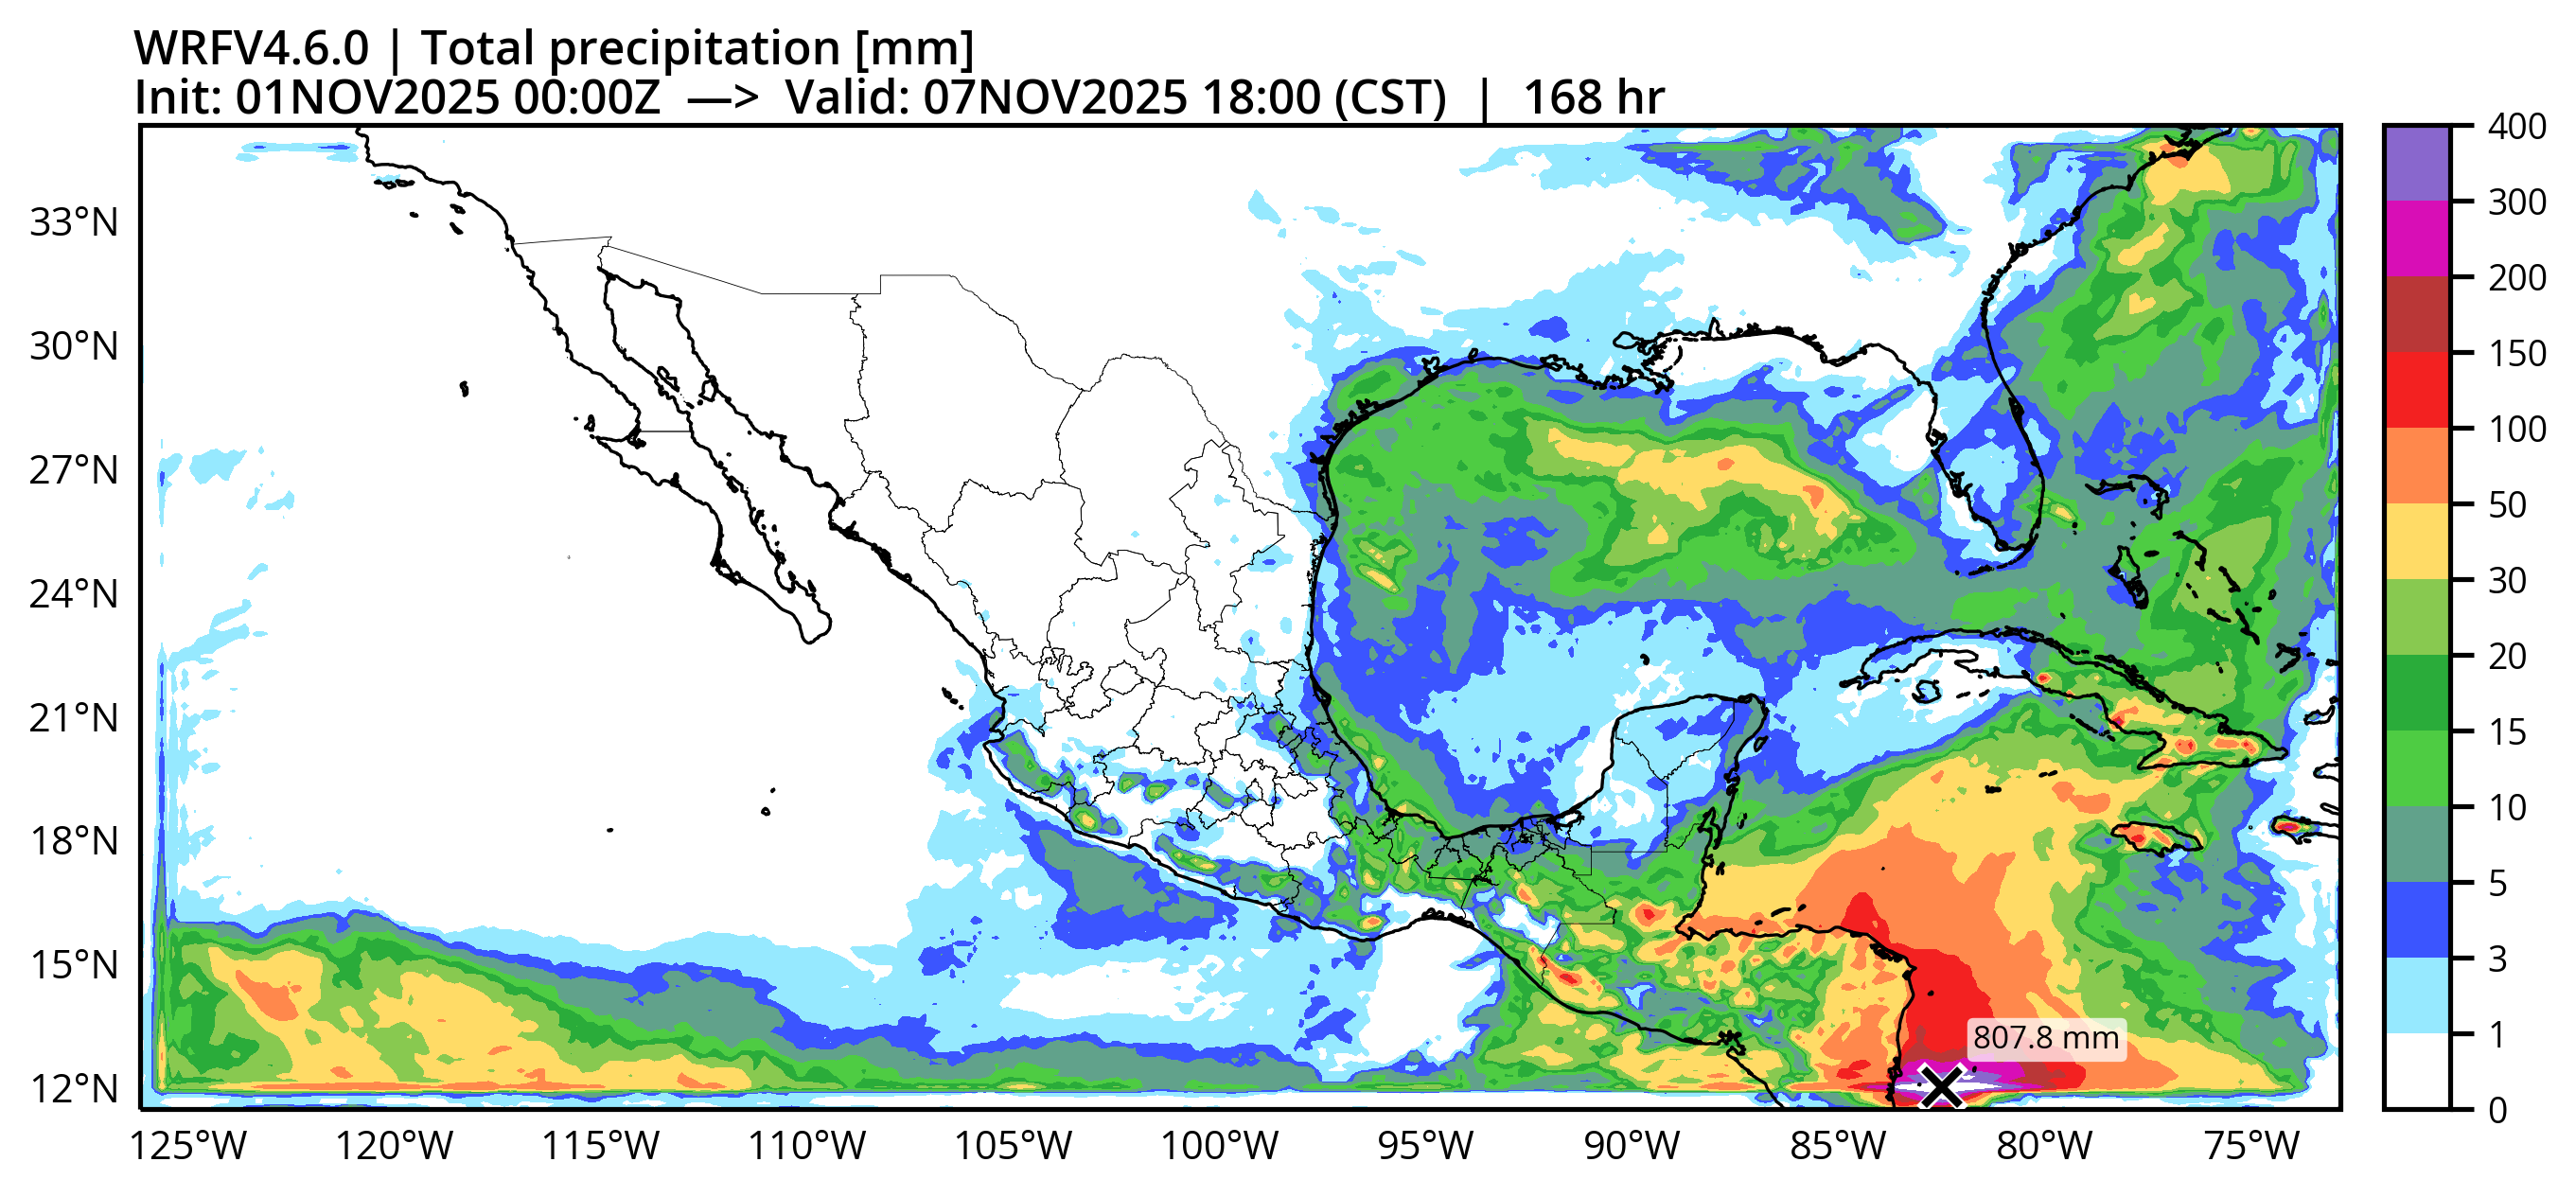 WRFV4.6.0 | Total precipitation [mm]
Init: 01NOV2025 00:00Z —> Valid: 07NOV2025 18:00 (CST) | 168 hr
33°N
30°N
27°N
24°N
21°N
18°N
15°N
12°N
125°W 120°W 115°W 110°W 105°W 100°W 95°W 90°W 85°W 80°W 75°W
807.8 mm
400
300
200
150
100
50
30
20
15
10
5
3
1
0